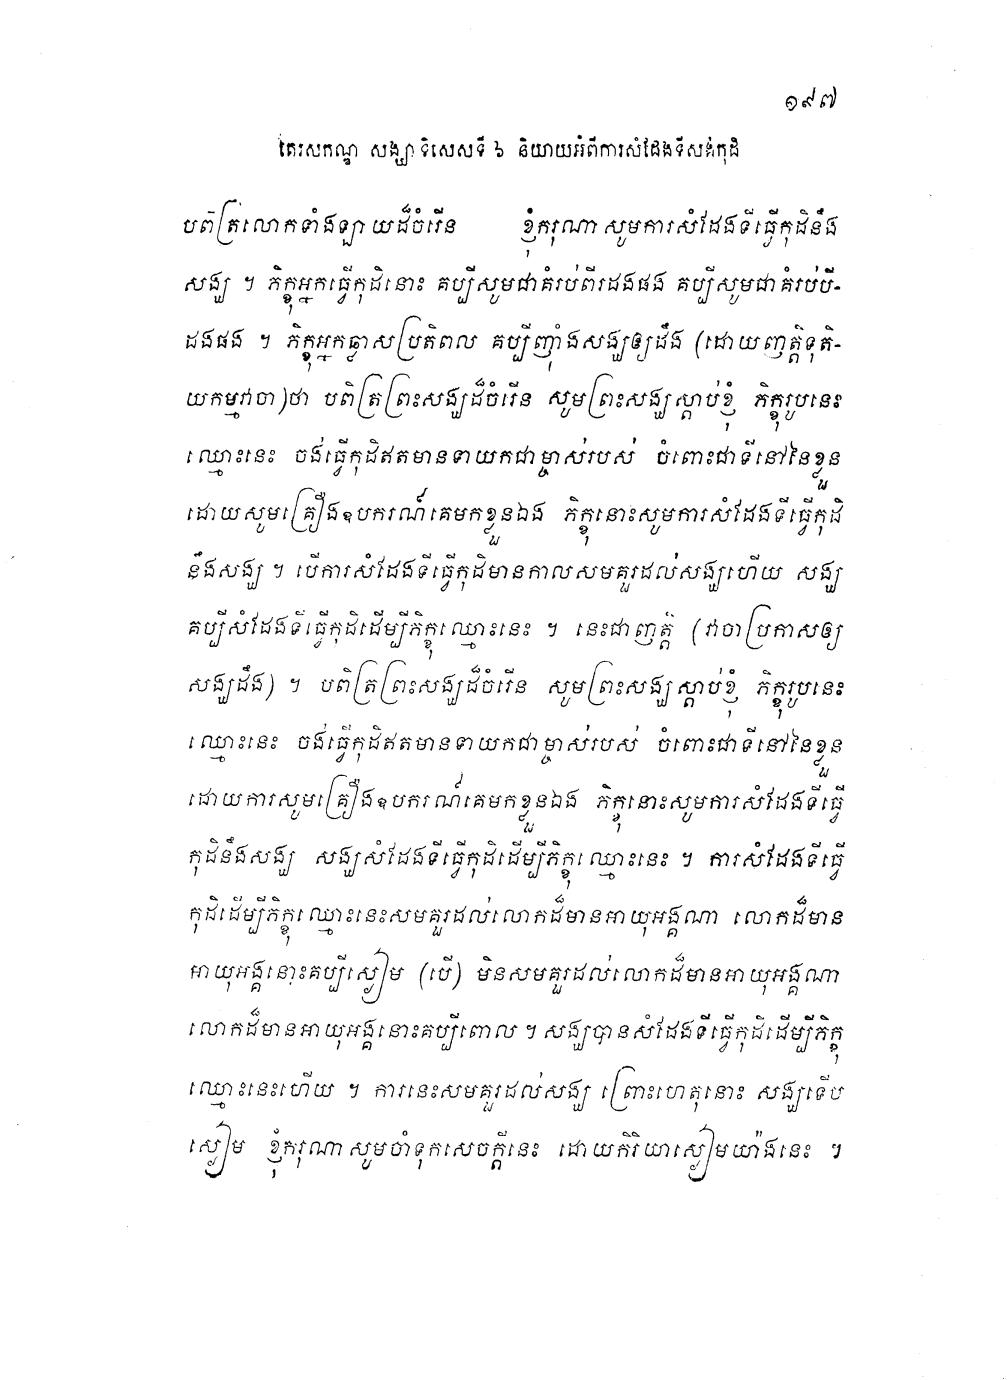 ១៩៧
តេរសកណ្ឌ សង្ឃាទិសេសទី ៦ និយាយអំពីការសំដែងទីសង់កុដិ
បពិត្រលោកទាំងឡាយដ៏ចំរើន ខ្ញុំករុណាសូមការសំដែងទីធ្វើកុដិនឹង
សង្ឃ ។ ភិក្ខុអ្នកធ្វើកុដិនោះ គប្បីសូមជាគំរប់ពីរដងផង គប្បីសូមជាគំរប់បី-
ដងផង ។ ភិក្ខុអ្នកឆ្លាសប្រតិពល គប្បីញ៉ាំងសង្ឃឲ្យដឹង (ដោយញត្តិទុតិ-
យកម្មវាចា)ថា បពិត្រព្រះសង្ឃដ៏ចំរើន សូមព្រះសង្ឃស្តាប់ខ្ញុំ ភិក្ខុរូបនេះ
ឈ្មោះនេះ ចង់ធ្វើកុដិឥតមានទាយកជាម្ចាស់របស់ ចំពោះជាទីនៅនៃខ្លួន
ដោយសូមគ្រឿងឧបករណ៍គេមកខ្លួនឯង ភិក្ខុនោះសូមការសំដែងទីធ្វើកុដិ
នឹងសង្ឃ ។ បើការសំដែងទីធ្វើកុដិមានកាលសមគួរដល់សង្ឃហើយ សង្ឃ
គប្បីសំដែងទីធ្វើកុដិដើម្បីភិក្ខុឈ្មោះនេះ ។ នេះជាញត្តិ (វាចាប្រកាសឲ្យ
សង្ឃដឹង) ។ បពិត្រព្រះសង្ឃដ៏ចំរើន សូមព្រះសង្ឃស្តាប់ខ្ញុំ ភិក្ខុរូបនេះ
ឈ្មោះនេះ ចង់ធ្វើកុដិឥតមានទាយកជាម្ចាស់របស់ ចំពោះជាទីនៅនៃខ្លួន
ដោយការសូមគ្រឿងឧបករណ៍គេមកខ្លួនឯង ភិក្ខុនោះសូមការសំដែងទីធ្វើ
កុដិនឹងសង្ឃ សង្ឃសំដែងទីធ្វើកុដិដើម្បីភិក្ខុឈ្មោះនេះ ។ ការសំដែងទីធ្វើ
កុដិដើម្បីភិក្ខុឈ្មោះនេះសមគួរដល់លោកដ៏មានអាយុអង្គណា លោកដ៏មាន
អាយុអង្គនោះគប្បីស្ងៀម (បើ) មិនសមគួរដល់លោកដ៏មានអាយុអង្គណា
លោកដ៏មានអាយុអង្គនោះគប្បីពោល ។ សង្ឃបានសំដែងទីធ្វើកុដិដើម្បីភិក្ខុ
ឈ្មោះនេះហើយ ។ ការនេះសមគួរដល់សង្ឃ ព្រោះហេតុនោះ សង្ឃទើប
ស្ងៀម ខ្ញុំករុណាសូមចាំទុកសេចក្តីនេះ ដោយកិរិយាស្ងៀមយ៉ាងនេះ ។